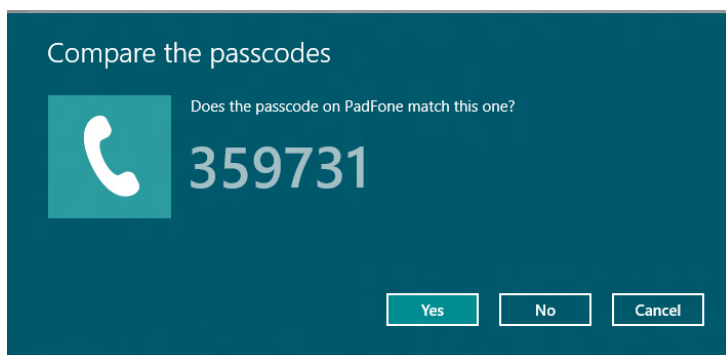 Compare the passcodes
Does the passcode on PadFone match this one?
359731
Yes No Cancel